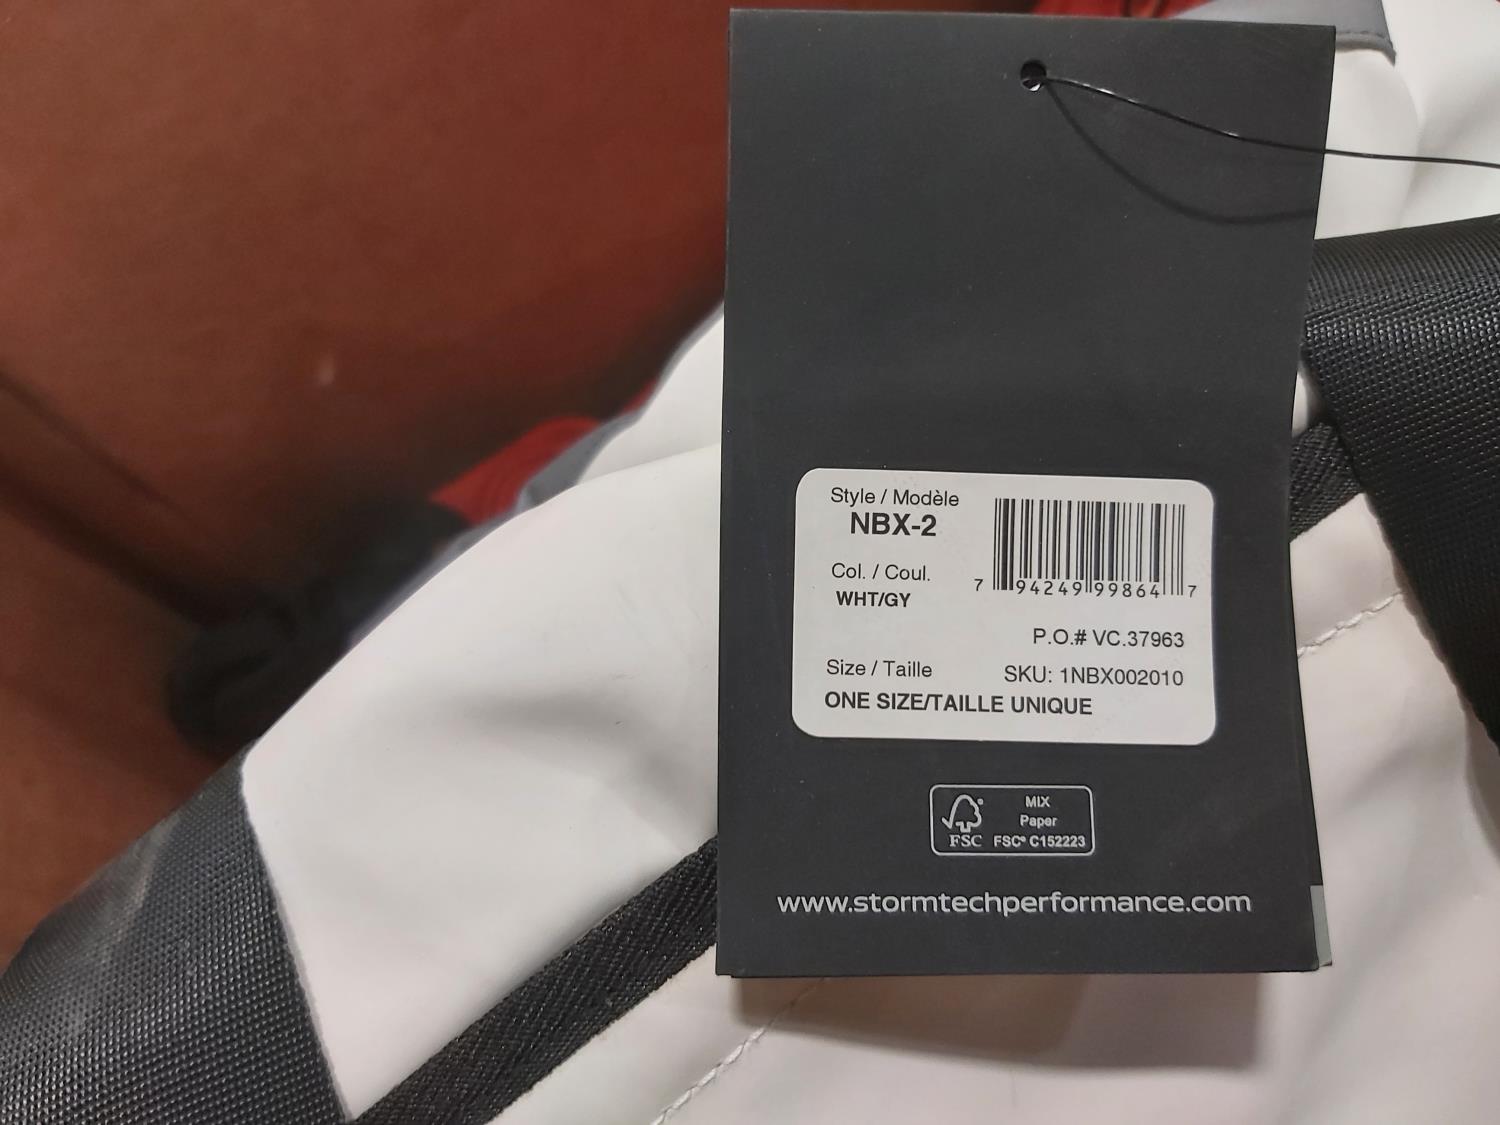 Style / Modèle
NBX-2
Col. / Coul.
WHT/GY
7 94249 99864 7
P.O.# VC.37963
Size / Taille
SKU: 1NBX002010
ONE SIZE/TAILLE UNIQUE
MIX
Paper
FSC
FSC® C152223
www.stormtechperformance.com